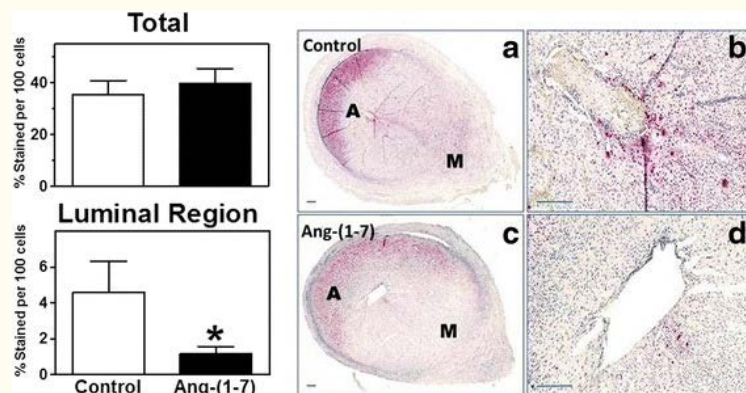 Total
% Stained per 100 cells
40
20
0
Luminal Region
% Stained per 100 cells
6
4
2
0
*
Control Ang-(1-7)
Control
a
A
M
b
Ang-(1-7)
c
A
M
d